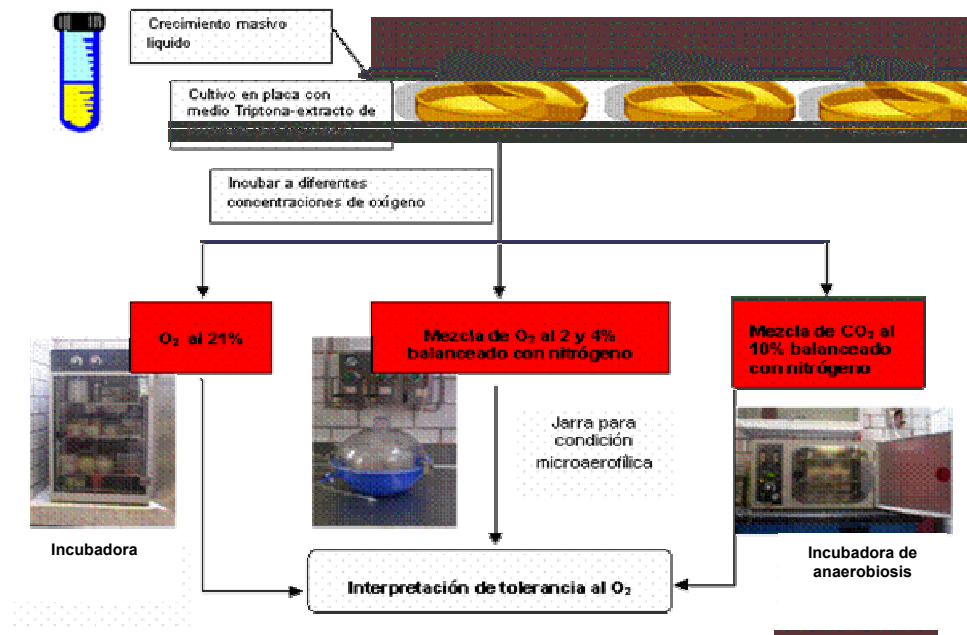 Crecimiento masivo
liquido
Cultivo en placa con
medio Triptona-extracto de
Incubar a diferentes
concentraciones de oxígeno
O₂ al 21%
Mezcla de O₂ al 2 y 4%
balanceado con nitrógeno
Mezcla de CO₂ al
10% balanceado
con nitrógeno
Jarra para
condición
microaerofílica
Incubadora
Incubadora de
anaerobiosis
Interpretación de tolerancia al O₂